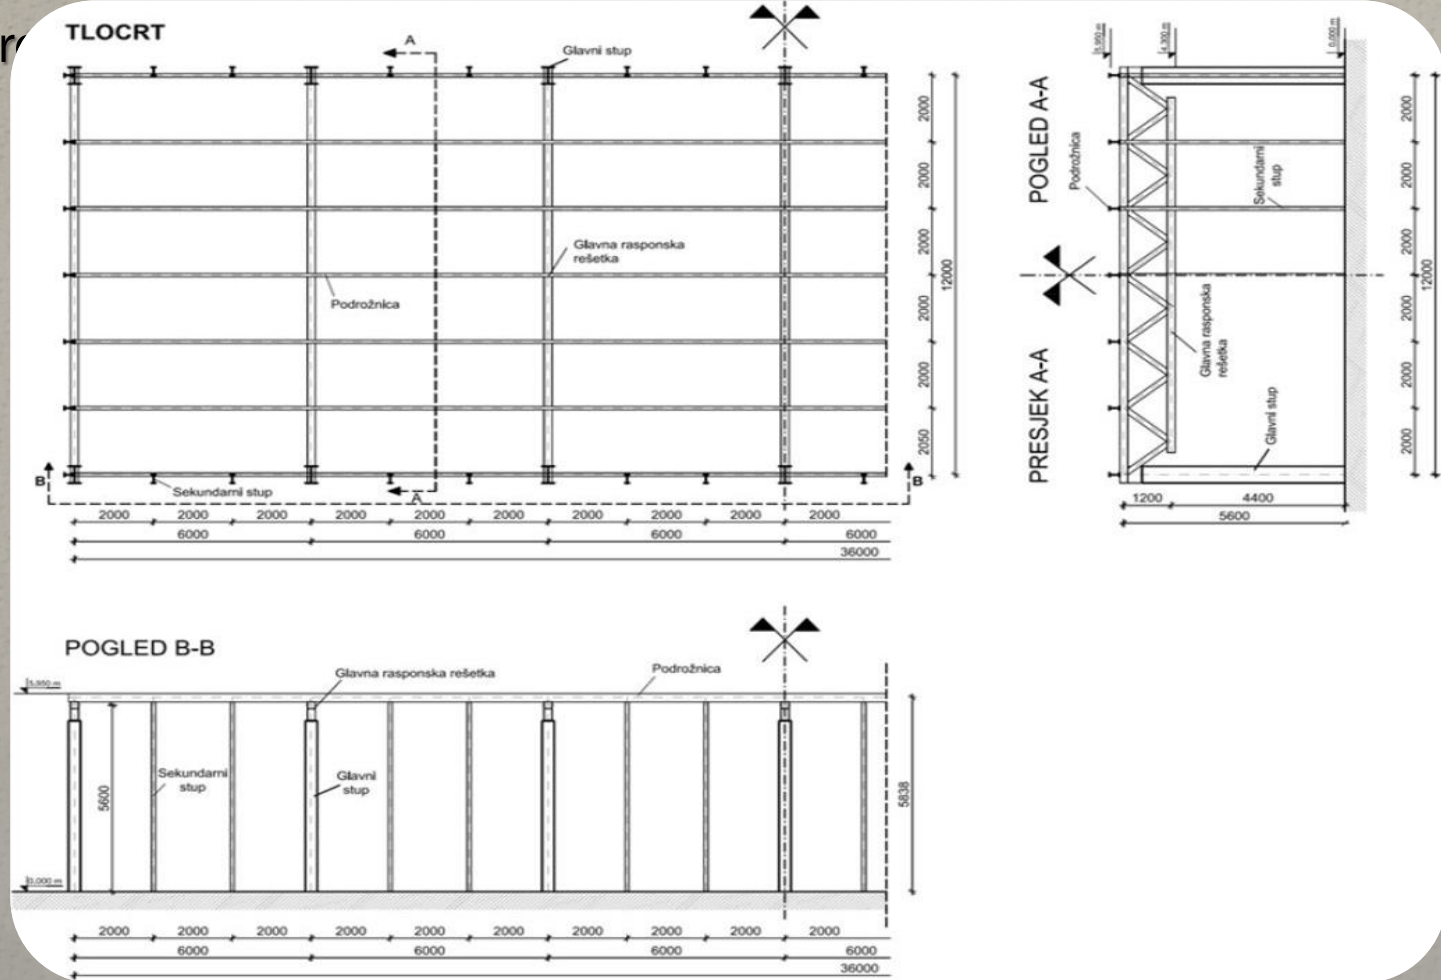 TLOCRT
A
Glavni stup
Glavna rasponska
rešetka
Podrožnica
2000
2000
2000
2000
2000
2050
12000
B
Sekundarni stup
A
B
2000 2000 2000 2000 2000 2000 2000 2000 2000 2000
6000 6000 6000 6000
36000
POGLED A-A
PRESJEK A-A
4,300 m
0,000 m
Podrožnica
Sekundarni
stup
Glavna rasponska
rešetka
Glavni stup
2000
2000
2000
2000
2000
2000
12000
1200 4400
5600
POGLED B-B
Glavna rasponska rešetka
Podrožnica
Sekundarni
stup
Glavni
stup
5600
5838
0,000 m
2000 2000 2000 2000 2000 2000 2000 2000 2000 2000
6000 6000 6000 6000
36000